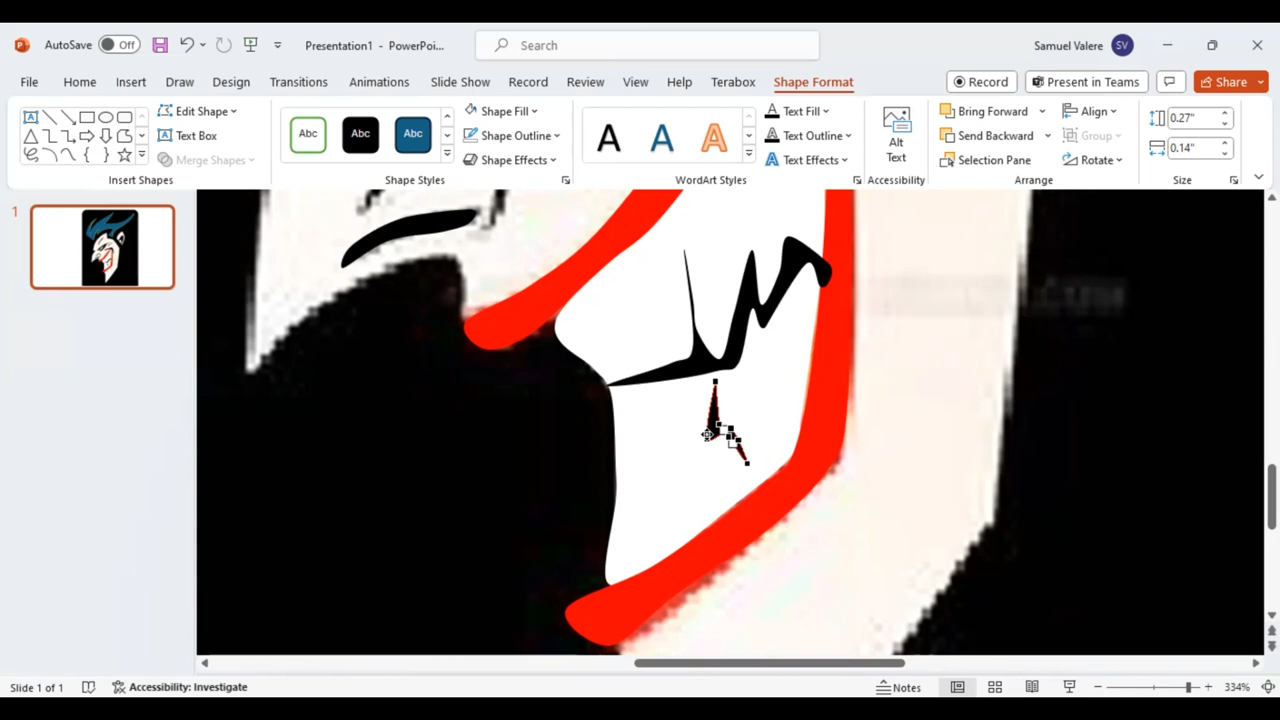 AutoSave Off Presentation1 - PowerPoi... Search Samuel Valere SV
File Home Insert Draw Design Transitions Animations Slide Show Record Review View Help Terabox Shape Format Record Present in Teams Share
Edit Shape
Text Box
Merge Shapes
Insert Shapes
Abc Abc Abc
Shape Fill
Shape Outline
Shape Effects
Shape Styles
A A A
Text Fill
Text Outline
Text Effects
WordArt Styles
Alt
Text
Accessibility
Bring Forward
Send Backward
Selection Pane
Align
Group
Rotate
Arrange
0.27"
0.14"
Size
1
Slide 1 of 1 Accessibility: Investigate Notes 334%